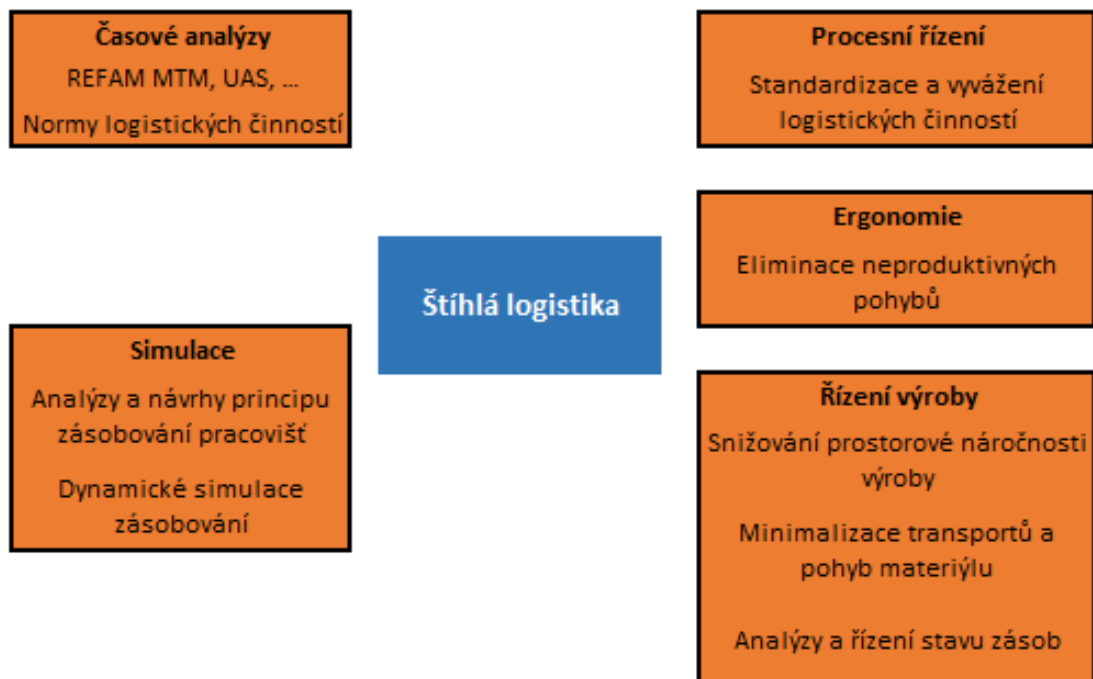 Časové analýzy
REFAM MTM, UAS, ...
Normy logistických činností
Simulace
Analýzy a návrhy principu
zásobování pracovišť
Dynamické simulace
zásobování
Štíhlá logistika
Procesní řízení
Standardizace a vyvážení
logistických činností
Ergonomie
Eliminace neproduktivných
pohybů
Řízení výroby
Snižování prostorové náročnosti
výroby
Minimalizace transportů a
pohyb materiýlu
Analýzy a řízení stavu zásob